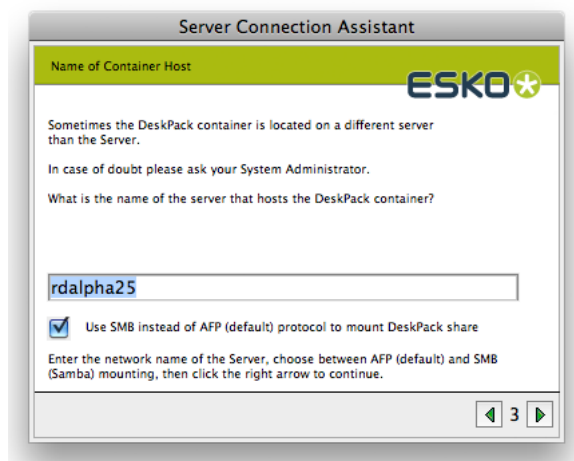 Server Connection Assistant
Name of Container Host
ESKO
Sometimes the DeskPack container is located on a different server
than the Server.
In case of doubt please ask your System Administrator.
What is the name of the server that hosts the DeskPack container?
rdalpha25
Use SMB instead of AFP (default) protocol to mount DeskPack share
Enter the network name of the Server, choose between AFP (default) and SMB
(Samba) mounting, then click the right arrow to continue.
3